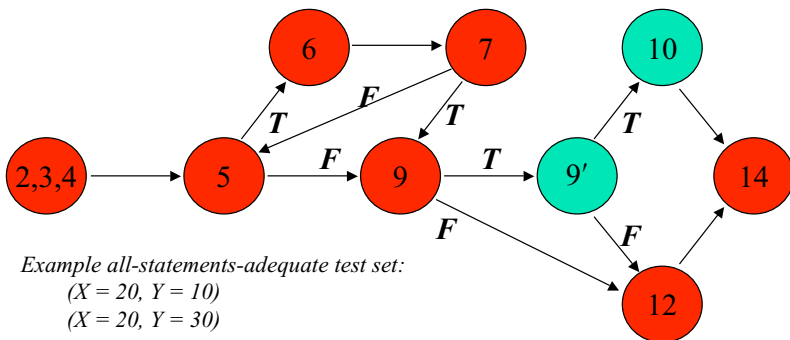 6
7
10
F
T
T
T
2,3,4
5
F
9
T
9′
14
F
F
12
Example all-statements-adequate test set:
(X = 20, Y = 10)
(X = 20, Y = 30)